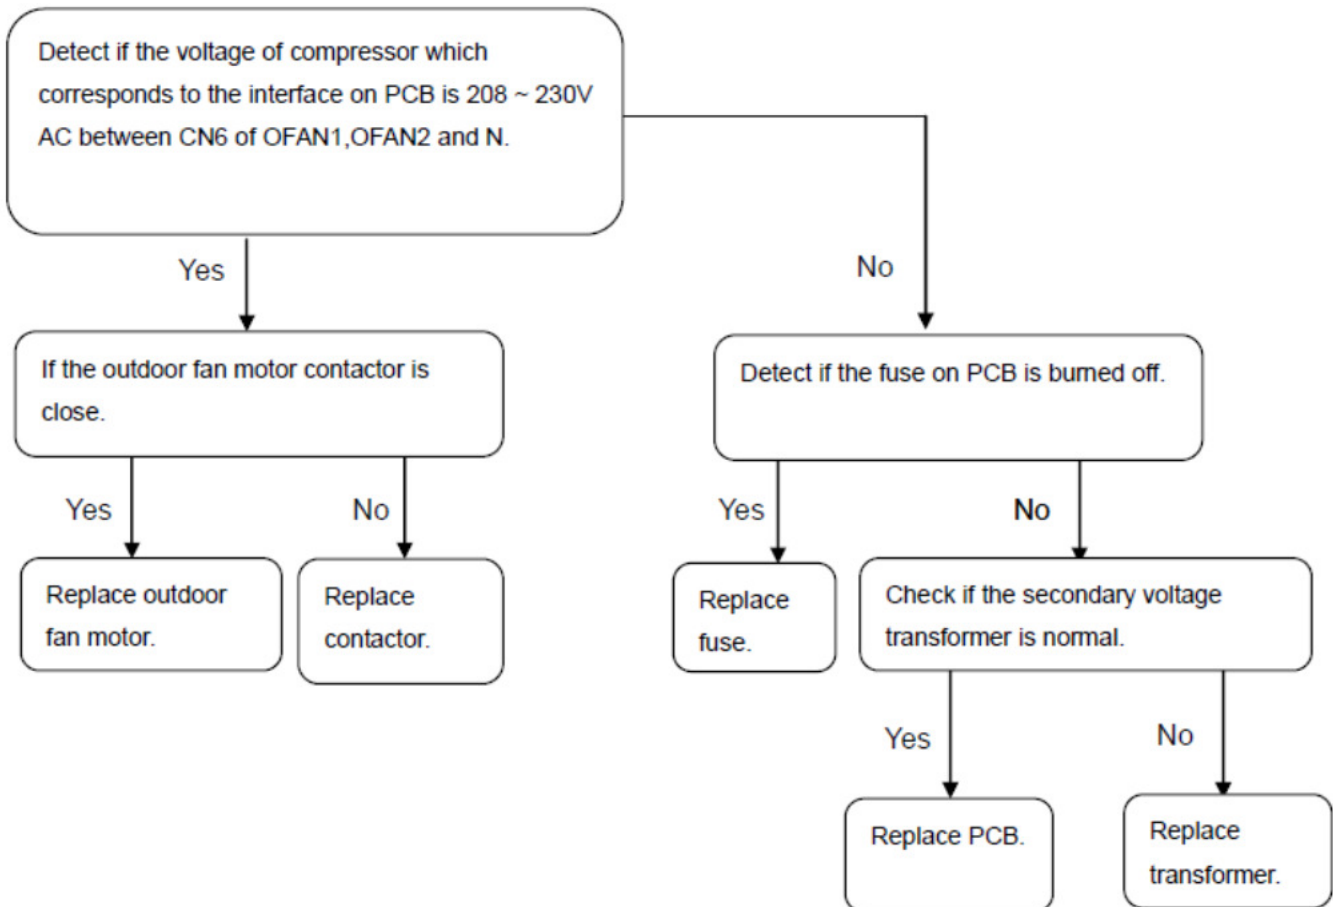 Detect if the voltage of compressor which
corresponds to the interface on PCB is 208 ~ 230V
AC between CN6 of OFAN1,OFAN2 and N.
Yes
No
If the outdoor fan motor contactor is
close.
Detect if the fuse on PCB is burned off.
Yes
No
Yes
No
Replace outdoor
fan motor.
Replace
contactor.
Replace
fuse.
Check if the secondary voltage
transformer is normal.
Yes
No
Replace PCB.
Replace
transformer.